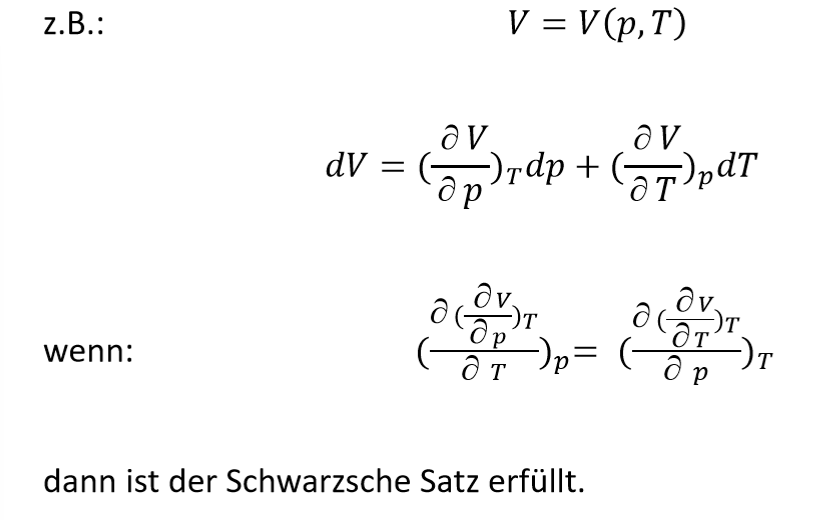 z.B.: V = V(p, T)
dV = (∂V/∂p)_T dp + (∂V/∂T)_p dT
wenn: (∂(∂V/∂p)_T/∂T)_p = (∂(∂V/∂T)_T/∂p)_T
dann ist der Schwarzsche Satz erfüllt.